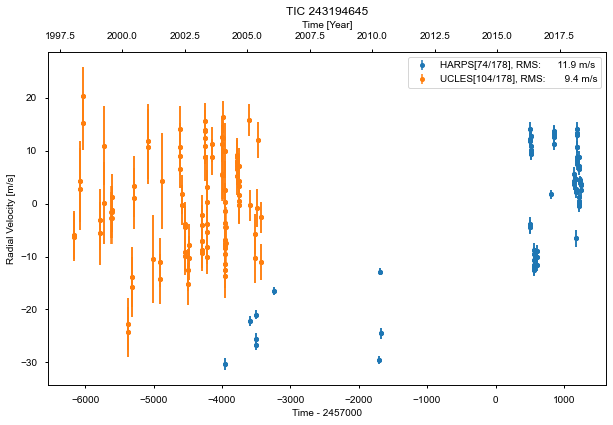 TIC 243194645
Time [Year]
1997.5 2000.0 2002.5 2005.0 2007.5 2010.0 2012.5 2015.0 2017.5
HARPS[74/178], RMS: 11.9 m/s
UCLES[104/178], RMS: 9.4 m/s
20
10
0
−10
−20
−30
Radial Velocity [m/s]
−6000 −5000 −4000 −3000 −2000 −1000 0 1000
Time - 2457000